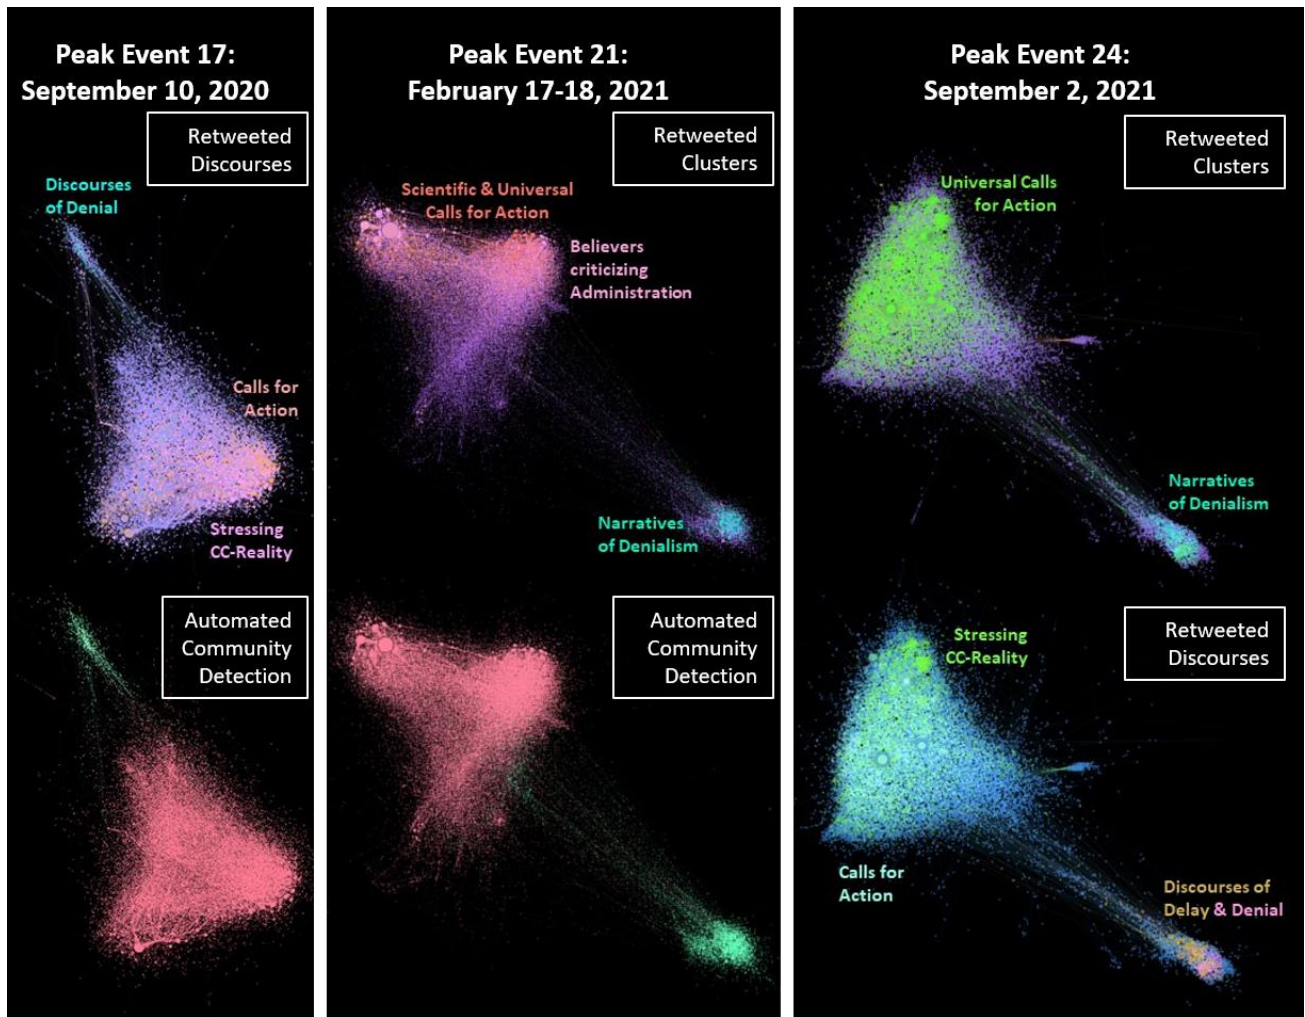 Peak Event 17:
September 10, 2020
Retweeted
Discourses
Discourses
of Denial
Calls for
Action
Stressing
CC-Reality
Automated
Community
Detection
Peak Event 21:
February 17-18, 2021
Retweeted
Clusters
Scientific & Universal
Calls for Action
Believers
criticizing
Administration
Narratives
of Denialism
Automated
Community
Detection
Peak Event 24:
September 2, 2021
Retweeted
Clusters
Universal Calls
for Action
Narratives
of Denialism
Retweeted
Discourses
Stressing
CC-Reality
Calls for
Action
Discourses of
Delay & Denial